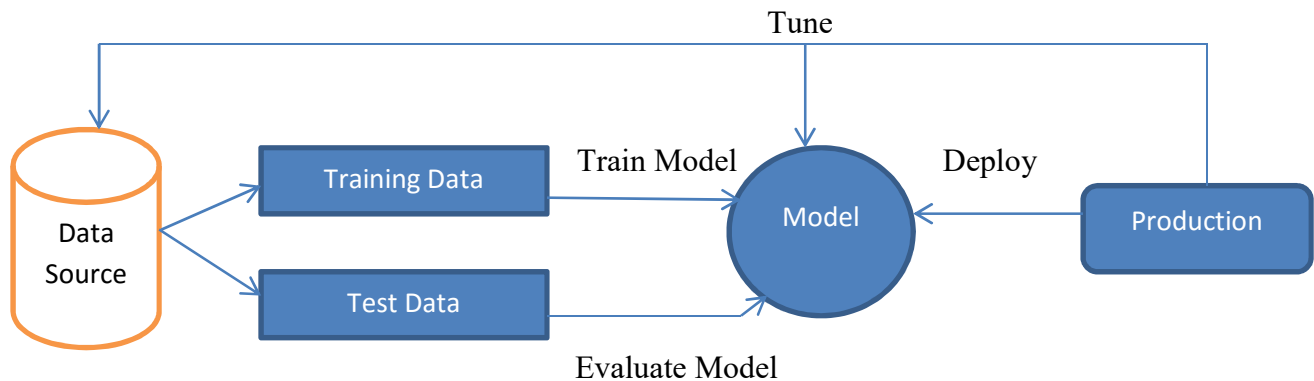 Tune
Training Data
Train Model
Deploy
Model
Production
Data
Source
Test Data
Evaluate Model